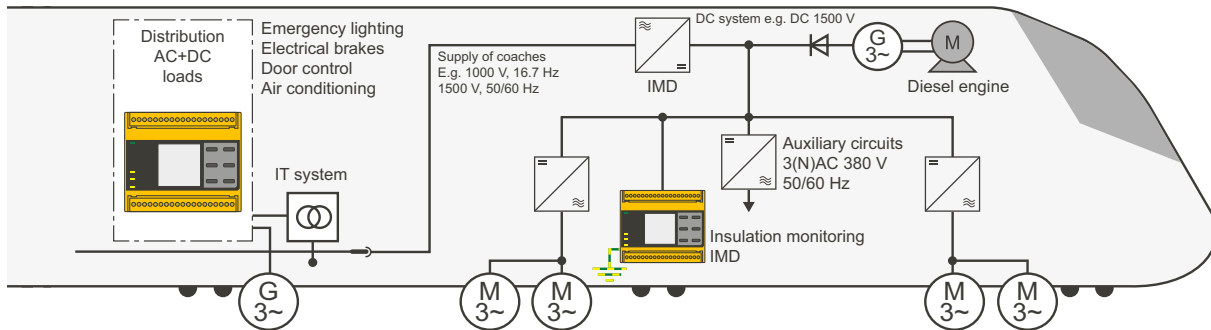 Distribution
AC+DC
loads
Emergency lighting
Electrical brakes
Door control
Air conditioning
IT system
G
3~
Supply of coaches
E.g. 1000 V, 16.7 Hz
1500 V, 50/60 Hz
IMD
DC system e.g. DC 1500 V
G
3~
M
Diesel engine
Auxiliary circuits
3(N)AC 380 V
50/60 Hz
Insulation monitoring
IMD
M
3~
M
3~
M
3~
M
3~